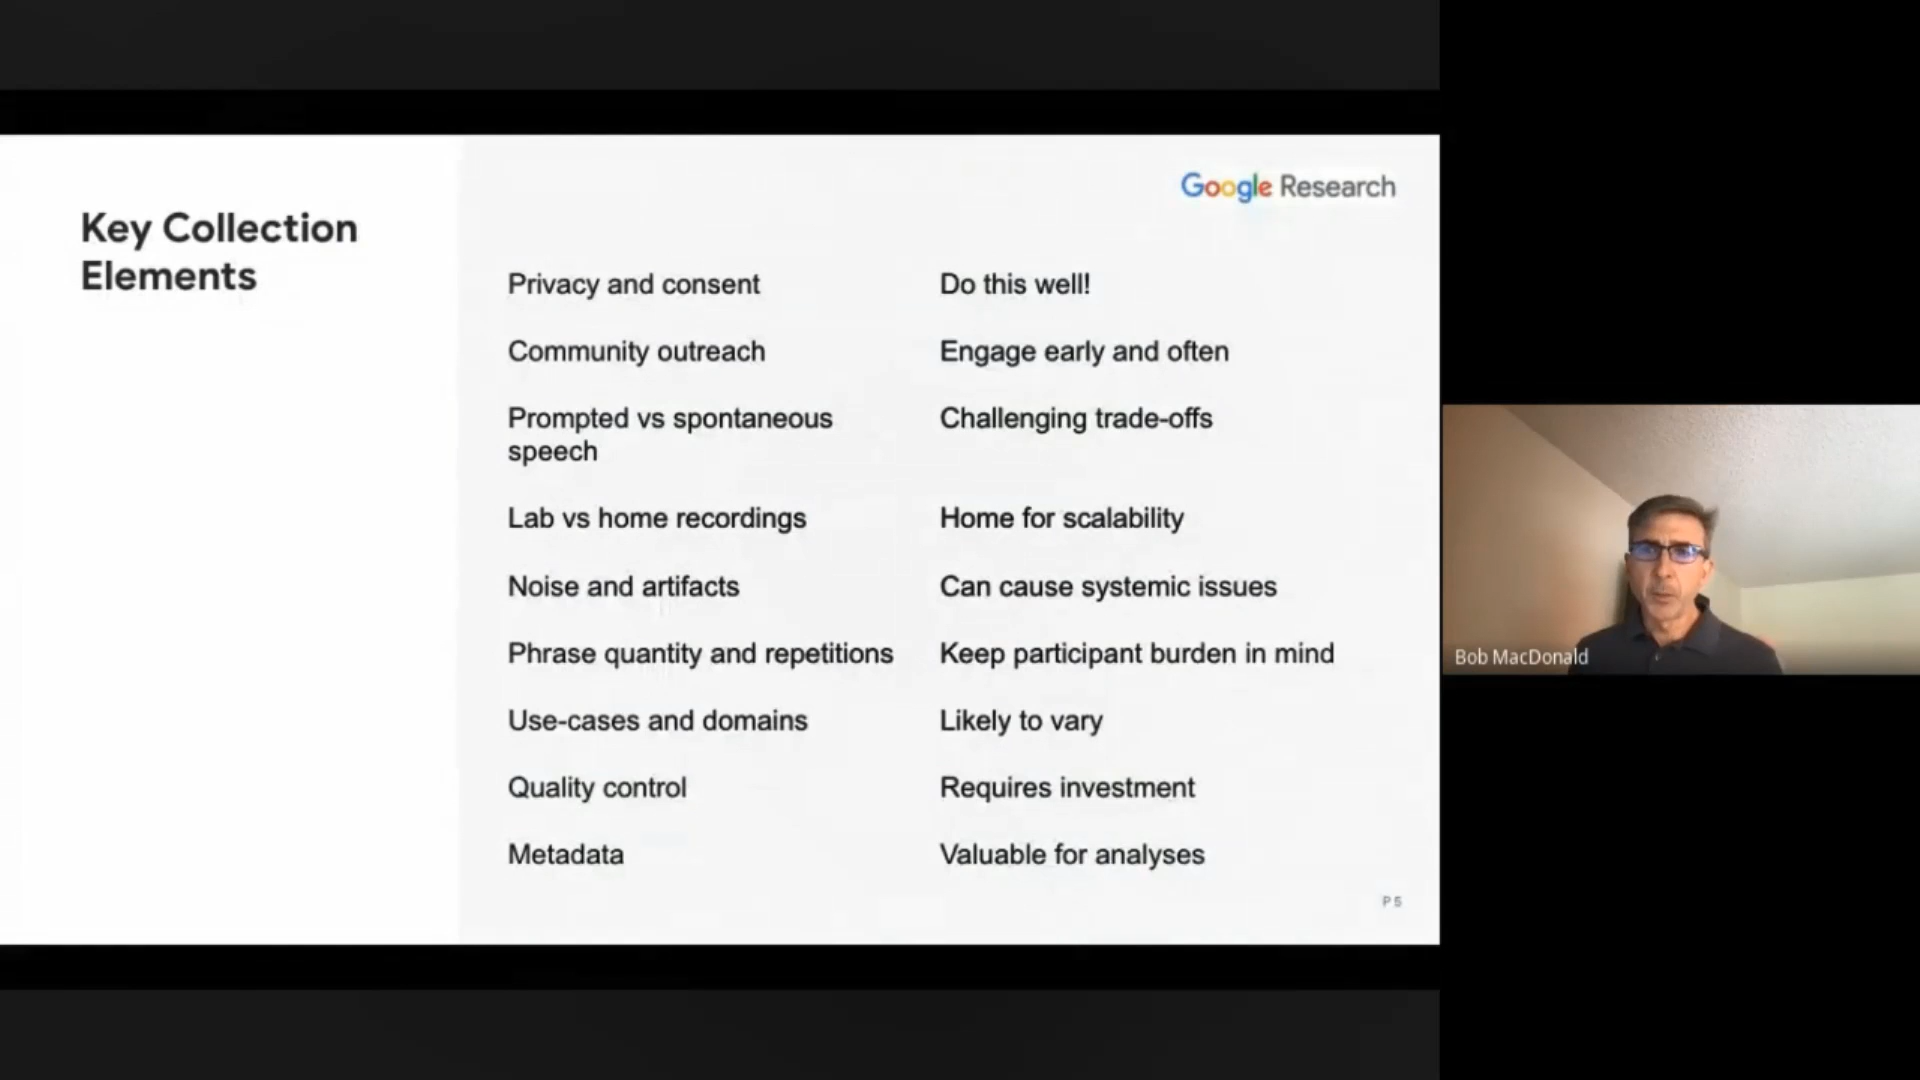 Key Collection
Elements
Google Research
Privacy and consent
Do this well!
Community outreach
Engage early and often
Prompted vs spontaneous
speech
Challenging trade-offs
Lab vs home recordings
Home for scalability
Noise and artifacts
Can cause systemic issues
Phrase quantity and repetitions
Keep participant burden in mind
Use-cases and domains
Likely to vary
Quality control
Requires investment
Metadata
Valuable for analyses
P 5
Bob MacDonald